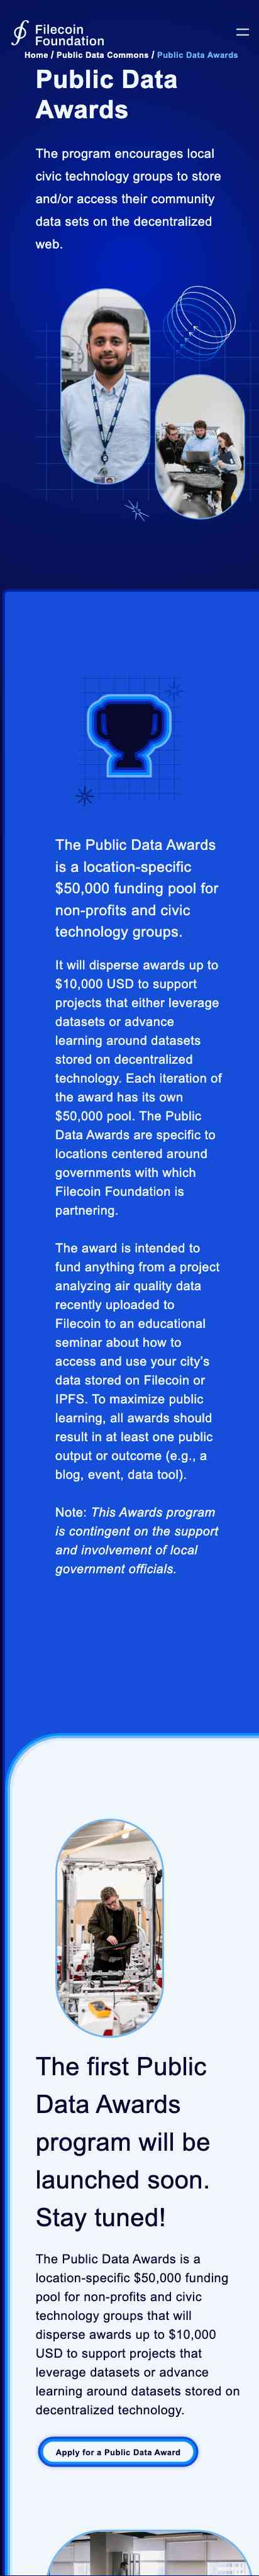 Filecoin
Foundation
Home / Public Data Commons / Public Data Awards
Public Data
Awards
The program encourages local
civic technology groups to store
and/or access their community
data sets on the decentralized
web.
The Public Data Awards
is a location-specific
$50,000 funding pool for
non-profits and civic
technology groups.
It will disperse awards up to
$10,000 USD to support
projects that either leverage
datasets or advance
learning around datasets
stored on decentralized
technology. Each iteration of
the award has its own
$50,000 pool. The Public
Data Awards are specific to
locations centered around
governments with which
Filecoin Foundation is
partnering.
The award is intended to
fund anything from a project
analyzing air quality data
recently uploaded to
Filecoin to an educational
seminar about how to
access and use your city's
data stored on Filecoin or
IPFS. To maximize public
learning, all awards should
result in at least one public
output or outcome (e.g., a
blog, event, data tool).
Note: This Awards program
is contingent on the support
and involvement of local
government officials.
The first Public
Data Awards
program will be
launched soon.
Stay tuned!
The Public Data Awards is a
location-specific $50,000 funding
pool for non-profits and civic
technology groups that will
disperse awards up to $10,000
USD to support projects that
leverage datasets or advance
learning around datasets stored on
decentralized technology.
Apply for a Public Data Award